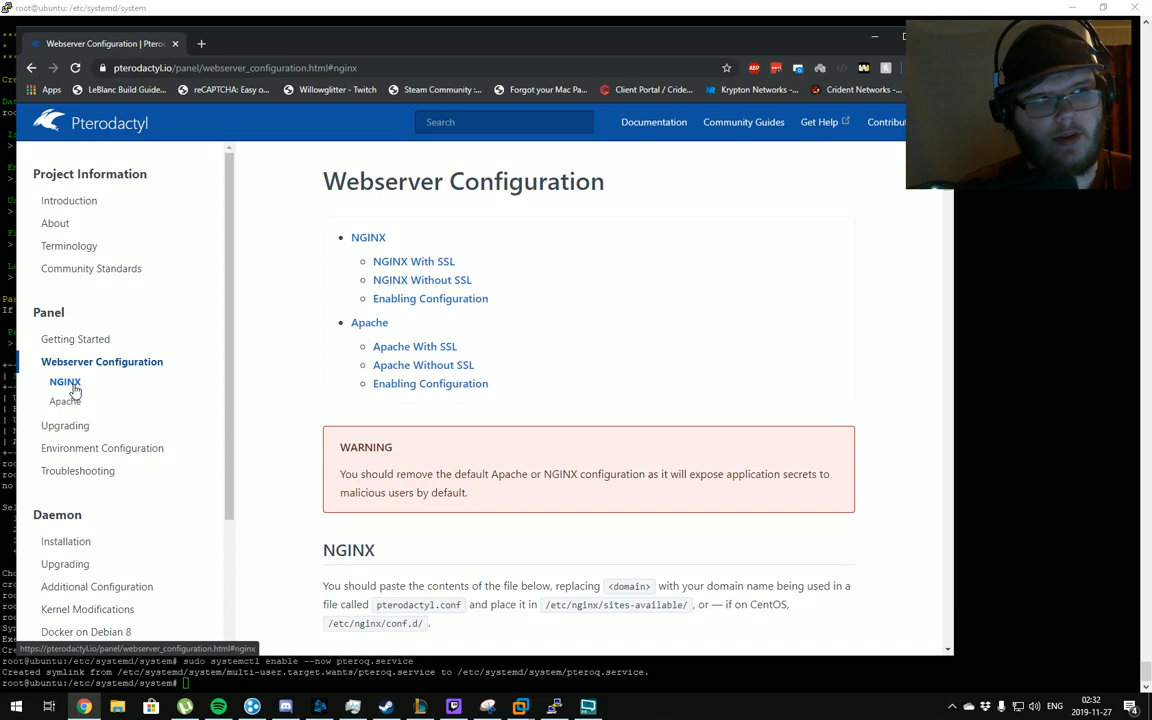 root@ubuntu: /etc/systemd/system
Webserver Configuration | Ptero
pterodactyl.io/panel/webserver_configuration.html#nginx
Apps
LeBlanc Build Guide...
reCAPTCHA: Easy o...
Willowglitter - Twitch
Steam Community :...
Forgot your Mac Pa...
Client Portal / Cride...
Krypton Networks -...
Crident Networks -...
Pterodactyl
Search
Documentation
Community Guides
Get Help
Contribut
Project Information
Introduction
About
Terminology
Community Standards
Panel
Getting Started
Webserver Configuration
NGINX
Apache
Upgrading
Environment Configuration
Troubleshooting
Daemon
Installation
Upgrading
Additional Configuration
Kernel Modifications
Docker on Debian 8
Webserver Configuration
NGINX
NGINX With SSL
NGINX Without SSL
Enabling Configuration
Apache
Apache With SSL
Apache Without SSL
Enabling Configuration
WARNING
You should remove the default Apache or NGINX configuration as it will expose application secrets to
malicious users by default.
NGINX
You should paste the contents of the file below, replacing <domain> with your domain name being used in a
file called pterodactyl.conf and place it in /etc/nginx/sites-available/, or — if on CentOS,
/etc/nginx/conf.d/.
https://pterodactyl.io/panel/webserver_configuration.html#nginx
root@ubuntu:/etc/systemd/system# sudo systemctl enable --now pteroq.service
Created symlink from /etc/systemd/system/multi-user.target.wants/pteroq.service to /etc/systemd/system/pteroq.service.
root@ubuntu:/etc/systemd/system#
ENG
02:32
2019-11-27
4